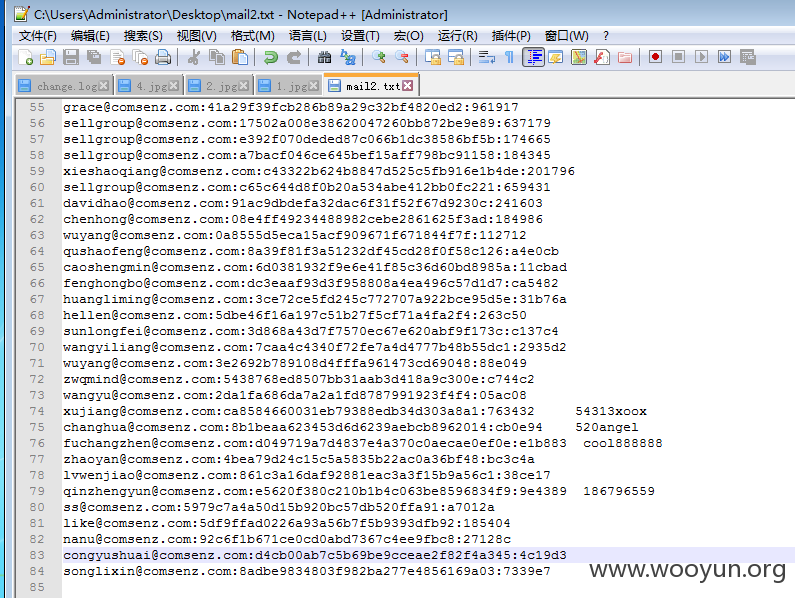 C:\Users\Administrator\Desktop\mail2.txt - Notepad++ [Administrator]
文件(F) 编辑(E) 搜索(S) 视图(V) 格式(M) 语言(L) 设置(T) 宏(O) 运行(R) 插件(P) 窗口(W) ?
change.log 4.jpg 2.jpg 1.jpg mail2.txt
55 grace@comsenz.com:41a29f39fcb286b89a29c32bf4820ed2:961917
56 sellgroup@comsenz.com:17502a008e38620047260bb872be9e89:637179
57 sellgroup@comsenz.com:e392f070deded87c066b1dc38586bf5b:174665
58 sellgroup@comsenz.com:a7bacf046ce645bef15aff798bc91158:184345
59 xieshaoqiang@comsenz.com:c43322b624b8847d525c5fb916e1b4de:201796
60 sellgroup@comsenz.com:c65c644d8f0b20a534abe412bb0fc221:659431
61 davidhao@comsenz.com:91ac9dbdefa32dac6f31f52f67d9230c:241603
62 chenhong@comsenz.com:08e4ff49234488982cebe2861625f3ad:184986
63 wuyang@comsenz.com:0a8555d5eca15acf909671f671844f7f:112712
64 qushaofeng@comsenz.com:8a39f81f3a51232df45cd28f0f58c126:a4e0cb
65 caoshengmin@comsenz.com:6d0381932f9e6e41f85c36d60bd8985a:11cbad
66 fenghongbo@comsenz.com:dc3eaaf93d3f958808a4ea496c57d1d7:ca5482
67 huangliming@comsenz.com:3ce72ce5fd245c772707a922bce95d5e:31b76a
68 hellen@comsenz.com:5dbe46f16a197c51b27f5cf71a4fa2f4:263c50
69 sunlongfei@comsenz.com:3d868a43d7f7570ec67e620abf9f173c:c137c4
70 wangyiliang@comsenz.com:7caa4c4340f72fe7a4d4777b48b55dc1:2935d2
71 wuyang@comsenz.com:3e2692b789108d4fffa961473cd69048:88e049
72 zwqmind@comsenz.com:5438768ed8507bb31aab3d418a9c300e:c744c2
73 wangyu@comsenz.com:2da1fa686da7a2a1fd8787991923f4f4:05ac08
74 xujiang@comsenz.com:ca8584660031eb79388edb34d303a8a1:763432 54313xoox
75 changhua@comsenz.com:8b1beaa623453d6d6239aebcb8962014:cb0e94 520angel
76 fuchangzhen@comsenz.com:d049719a7d4837e4a370c0aecae0ef0e:e1b883 cool888888
77 zhaoyan@comsenz.com:4bea79d24c15c5a5835b22ac0a36bf48:bc3c4a
78 lvwenjiao@comsenz.com:861c3a16daf92881eac3a3f15b9a56c1:38ce17
79 qinzhengyun@comsenz.com:e5620f380c210b1b4c063be8596834f9:9e4389 186796559
80 ss@comsenz.com:5979c7a4a50d15b920bc57db520ffa91:a7012a
81 like@comsenz.com:5df9ffad0226a93a56b7f5b9393dfb92:185404
82 nanu@comsenz.com:92c6f1b671ce0cd0abd7367c4ee9fbc8:27128c
83 congyushuai@comsenz.com:d4cb00ab7c5b69be9cceae2f82f4a345:4c19d3
84 songlixin@comsenz.com:8adbe9834803f982ba277e4856169a03:7339e7
85
www.wooyun.org